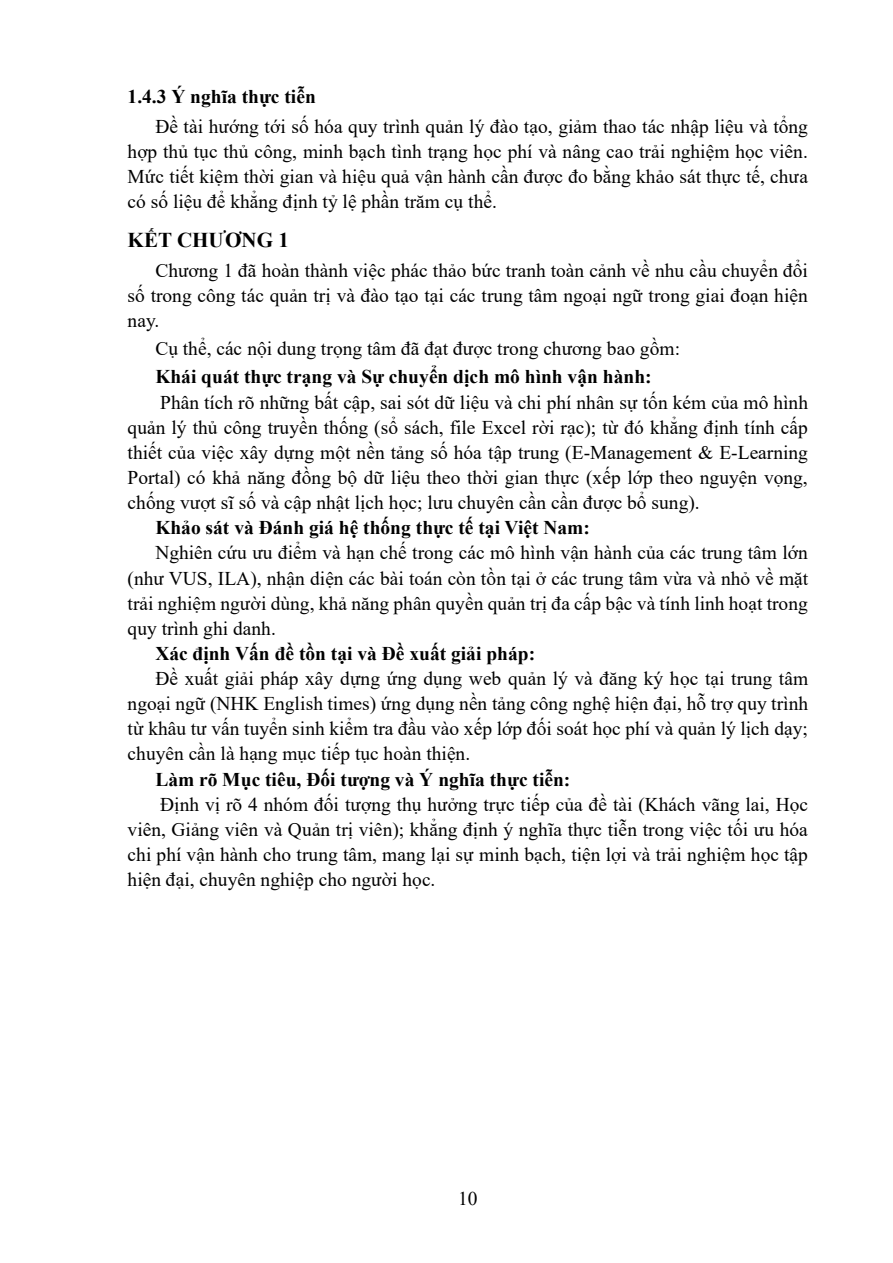 1.4.3 Ý nghĩa thực tiễn
Đề tài hướng tới số hóa quy trình quản lý đào tạo, giảm thao tác nhập liệu và tổng
hợp thủ tục thủ công, minh bạch tình trạng học phí và nâng cao trải nghiệm học viên.
Mức tiết kiệm thời gian và hiệu quả vận hành cần được đo bằng khảo sát thực tế, chưa
có số liệu để khẳng định tỷ lệ phần trăm cụ thể.
KẾT CHƯƠNG 1
Chương 1 đã hoàn thành việc phác thảo bức tranh toàn cảnh về nhu cầu chuyển đổi
số trong công tác quản trị và đào tạo tại các trung tâm ngoại ngữ trong giai đoạn hiện
nay.
Cụ thể, các nội dung trọng tâm đã đạt được trong chương bao gồm:
Khái quát thực trạng và Sự chuyển dịch mô hình vận hành:
Phân tích rõ những bất cập, sai sót dữ liệu và chi phí nhân sự tốn kém của mô hình
quản lý thủ công truyền thống (sổ sách, file Excel rời rạc); từ đó khẳng định tính cấp
thiết của việc xây dựng một nền tảng số hóa tập trung (E-Management & E-Learning
Portal) có khả năng đồng bộ dữ liệu theo thời gian thực (xếp lớp theo nguyện vọng,
chống vượt sĩ số và cập nhật lịch học; lưu chuyên cần cần được bổ sung).
Khảo sát và Đánh giá hệ thống thực tế tại Việt Nam:
Nghiên cứu ưu điểm và hạn chế trong các mô hình vận hành của các trung tâm lớn
(như VUS, ILA), nhận diện các bài toán còn tồn tại ở các trung tâm vừa và nhỏ về mặt
trải nghiệm người dùng, khả năng phân quyền quản trị đa cấp bậc và tính linh hoạt trong
quy trình ghi danh.
Xác định Vấn đề tồn tại và Đề xuất giải pháp:
Đề xuất giải pháp xây dựng ứng dụng web quản lý và đăng ký học tại trung tâm
ngoại ngữ (NHK English times) ứng dụng nền tảng công nghệ hiện đại, hỗ trợ quy trình
từ khâu tư vấn tuyển sinh kiểm tra đầu vào xếp lớp đối soát học phí và quản lý lịch dạy;
chuyên cần là hạng mục tiếp tục hoàn thiện.
Làm rõ Mục tiêu, Đối tượng và Ý nghĩa thực tiễn:
Định vị rõ 4 nhóm đối tượng thụ hưởng trực tiếp của đề tài (Khách vãng lai, Học
viên, Giảng viên và Quản trị viên); khẳng định ý nghĩa thực tiễn trong việc tối ưu hóa
chi phí vận hành cho trung tâm, mang lại sự minh bạch, tiện lợi và trải nghiệm học tập
hiện đại, chuyên nghiệp cho người học.
10